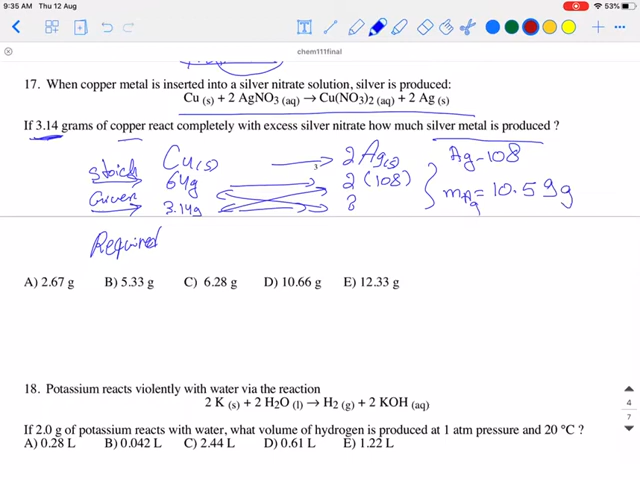 9:35 AM Thu 12 Aug
53%
chem111final
17. When copper metal is inserted into a silver nitrate solution, silver is produced:
Cu (s) + 2 AgNO3 (aq) → Cu(NO3)2 (aq) + 2 Ag (s)
If 3.14 grams of copper react completely with excess silver nitrate how much silver metal is produced ?
Cu(s) → 2 Ag(s) Ag-108
Stoich 64g 2 (108)
Given 3.14g ? mAg= 10.59g
Required
A) 2.67 g B) 5.33 g C) 6.28 g D) 10.66 g E) 12.33 g
18. Potassium reacts violently with water via the reaction
2 K (s) + 2 H2O (l) → H2 (g) + 2 KOH (aq)
If 2.0 g of potassium reacts with water, what volume of hydrogen is produced at 1 atm pressure and 20 °C ?
A) 0.28 L B) 0.042 L C) 2.44 L D) 0.61 L E) 1.22 L
4
7